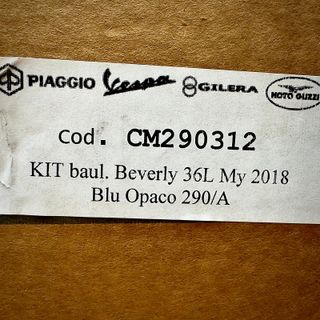 PIAGGIO Vespa GILERA MOTO GUZZI
Cod. CM290312
KIT baul. Beverly 36L My 2018
Blu Opaco 290/A